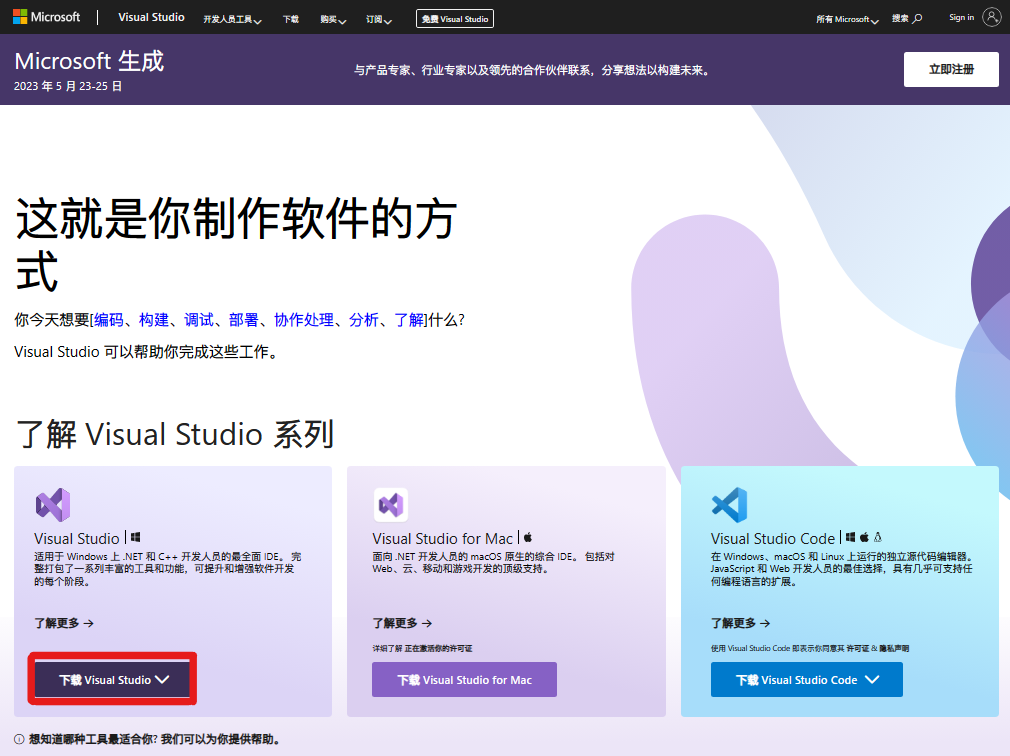 Microsoft Visual Studio 开发人员工具 下载 购买 订阅 免费 Visual Studio 所有 Microsoft 搜索 Sign in
Microsoft 生成
2023 年 5 月 23-25 日
与产品专家、行业专家以及领先的合作伙伴联系，分享想法以构建未来。
立即注册
这就是你制作软件的方
式
你今天想要[编码、构建、调试、部署、协作处理、分析、了解]什么?
Visual Studio 可以帮助你完成这些工作。
了解 Visual Studio 系列
Visual Studio
适用于 Windows 上 .NET 和 C++ 开发人员的最全面 IDE。 完
整打包了一系列丰富的工具和功能，可提升和增强软件开发
的每个阶段。
了解更多
下载 Visual Studio
Visual Studio for Mac
面向 .NET 开发人员的 macOS 原生的综合 IDE。 包括对
Web、云、移动和游戏开发的顶级支持。
了解更多
详细了解 正在激活你的许可证
下载 Visual Studio for Mac
Visual Studio Code
在 Windows、macOS 和 Linux 上运行的独立源代码编辑器。
JavaScript 和 Web 开发人员的最佳选择，具有几乎可支持任
何编程语言的扩展。
了解更多
使用 Visual Studio Code 即表示你同意其 许可证 & 隐私声明
下载 Visual Studio Code
想知道哪种工具最适合你? 我们可以为你提供帮助。